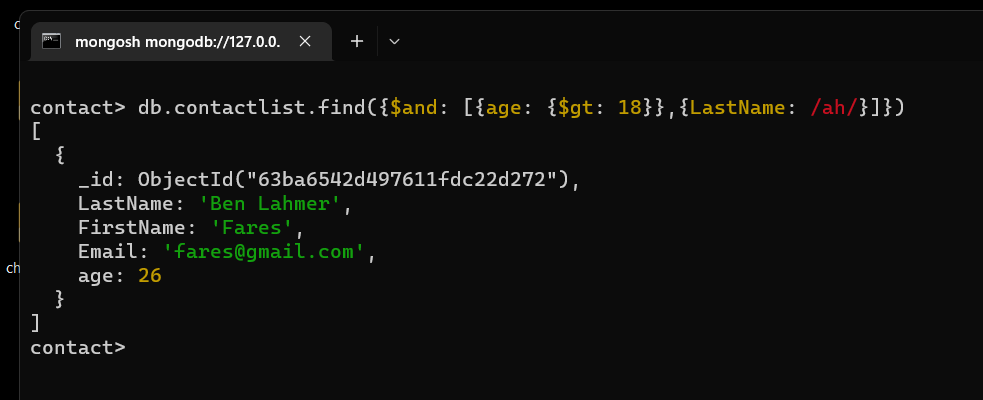 c
mongosh mongodb://127.0.0.
contact> db.contactlist.find({$and: [{age: {$gt: 18}},{LastName: /ah/}]})
[
  {
    _id: ObjectId("63ba6542d497611fdc22d272"),
    LastName: 'Ben Lahmer',
    FirstName: 'Fares',
    Email: 'fares@gmail.com',
    age: 26
  }
]
ch
contact>